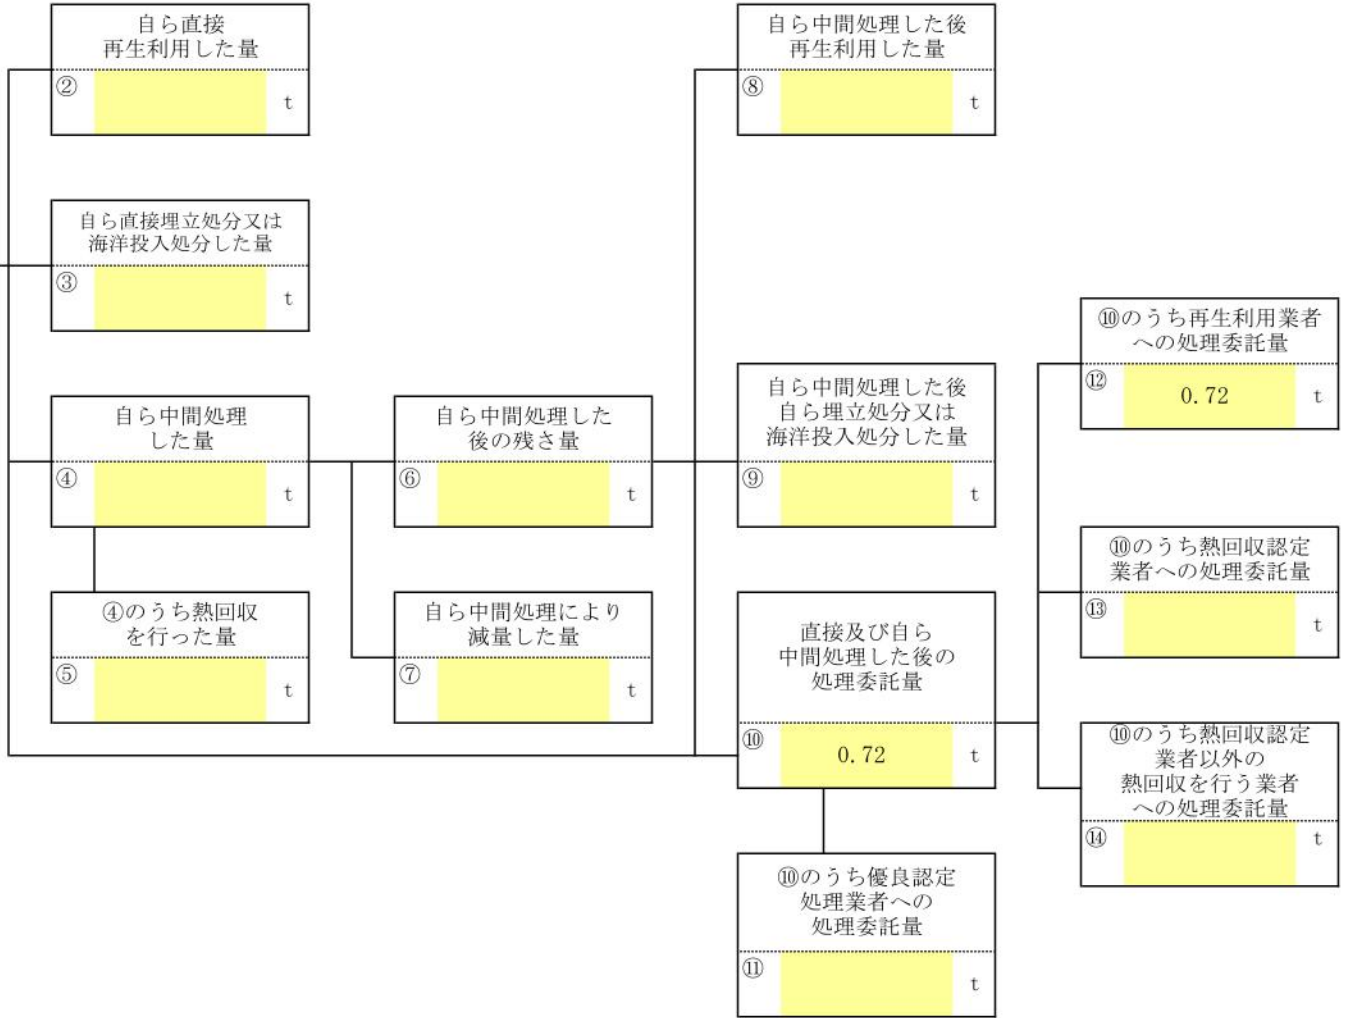 自ら直接
再生利用した量
②
t
自ら中間処理した後
再生利用した量
⑧
t
自ら直接埋立処分又は
海洋投入処分した量
③
t
⑩のうち再生利用業者
への処理委託量
⑫
0.72
t
自ら中間処理
した量
④
t
自ら中間処理した
後の残さ量
⑥
t
自ら中間処理した後
自ら埋立処分又は
海洋投入処分した量
⑨
t
⑩のうち熱回収認定
業者への処理委託量
⑬
t
④のうち熱回収
を行った量
⑤
t
自ら中間処理により
減量した量
⑦
t
直接及び自ら
中間処理した後の
処理委託量
⑩
0.72
t
⑩のうち熱回収認定
業者以外の
熱回収を行う業者
への処理委託量
⑭
t
⑩のうち優良認定
処理業者への
処理委託量
⑪
t